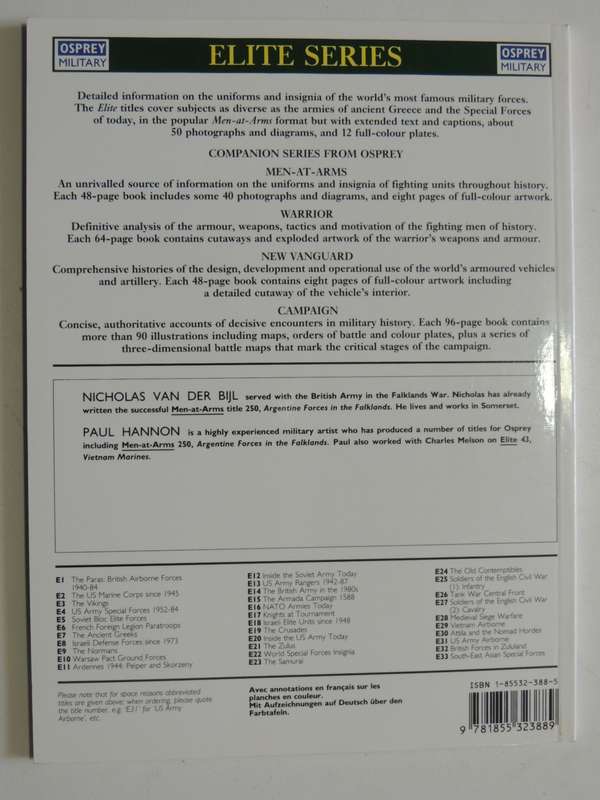 OSPREY
MILITARY
ELITE SERIES
OSPREY
MILITARY
Detailed information on the uniforms and insignia of the world's most famous military forces.
The Elite titles cover subjects as diverse as the armies of ancient Greece and the Special Forces
of today, in the popular Men-at-Arms format but with extended text and captions, about
50 photographs and diagrams, and 12 full-colour plates.
COMPANION SERIES FROM OSPREY
MEN-AT-ARMS
An unrivalled source of information on the uniforms and insignia of fighting units throughout history.
Each 48-page book includes some 40 photographs and diagrams, and eight pages of full-colour artwork.
WARRIOR
Definitive analysis of the armour, weapons, tactics and motivation of the fighting men of history.
Each 64-page book contains cutaways and exploded artwork of the warrior's weapons and armour.
NEW VANGUARD
Comprehensive histories of the design, development and operational use of the world's armoured vehicles
and artillery. Each 48-page book contains eight pages of full-colour artwork including
a detailed cutaway of the vehicle's interior.
CAMPAIGN
Concise, authoritative accounts of decisive encounters in military history. Each 96-page book contains
more than 90 illustrations including maps, orders of battle and colour plates, plus a series of
three-dimensional battle maps that mark the critical stages of the campaign.
NICHOLAS VAN DER BIJL served with the British Army in the Falklands War. Nicholas has already
written the successful Men-at-Arms title 250, Argentine Forces in the Falklands. He lives and works in Somerset.
PAUL HANNON is a highly experienced military artist who has produced a number of titles for Osprey
including Men-at-Arms 250, Argentine Forces in the Falklands. Paul also worked with Charles Melson on Elite 43,
Vietnam Marines.
E1 The Paras: British Airborne Forces
1940-84
E2 The US Marine Corps since 1945
E3 The Vikings
E4 US Army Special Forces 1952-84
E5 Soviet Bloc Elite Forces
E6 French Foreign Legion Paratroops
E7 The Ancient Greeks
E8 Israeli Defense Forces since 1973
E9 The Normans
E10 Warsaw Pact Ground Forces
E11 Ardennes 1944: Peiper and Skorzeny
E12 Inside the Soviet Army Today
E13 US Army Rangers 1942-87
E14 The British Army in the 1980s
E15 The Armada Campaign 1588
E16 NATO Armies Today
E17 Knights at Tournament
E18 Israeli Elite Units since 1948
E19 The Crusades
E20 Inside the US Army Today
E21 The Zulus
E22 World Special Forces Insignia
E23 The Samurai
E24 The Old Contemptibles
E25 Soldiers of the English Civil War
(1) Infantry
E26 Tank War Central Front
E27 Soldiers of the English Civil War
(2) Cavalry
E28 Medieval Siege Warfare
E29 Vietnam Airborne
E30 Attila and the Nomad Hordes
E31 US Army Airborne
E32 British Forces in Zululand
E33 South-East Asian Special Forces
Please note that for space reasons abbreviated
titles are given above; when ordering, please quote
the title number, e.g. 'E31' for 'US Army
Airborne', etc.
Avec annotations en français sur les
planches en couleur.
Mit Aufzeichnungen auf Deutsch über den
Farbtafeln.
ISBN 1-85532-388-5
9 781855 323889